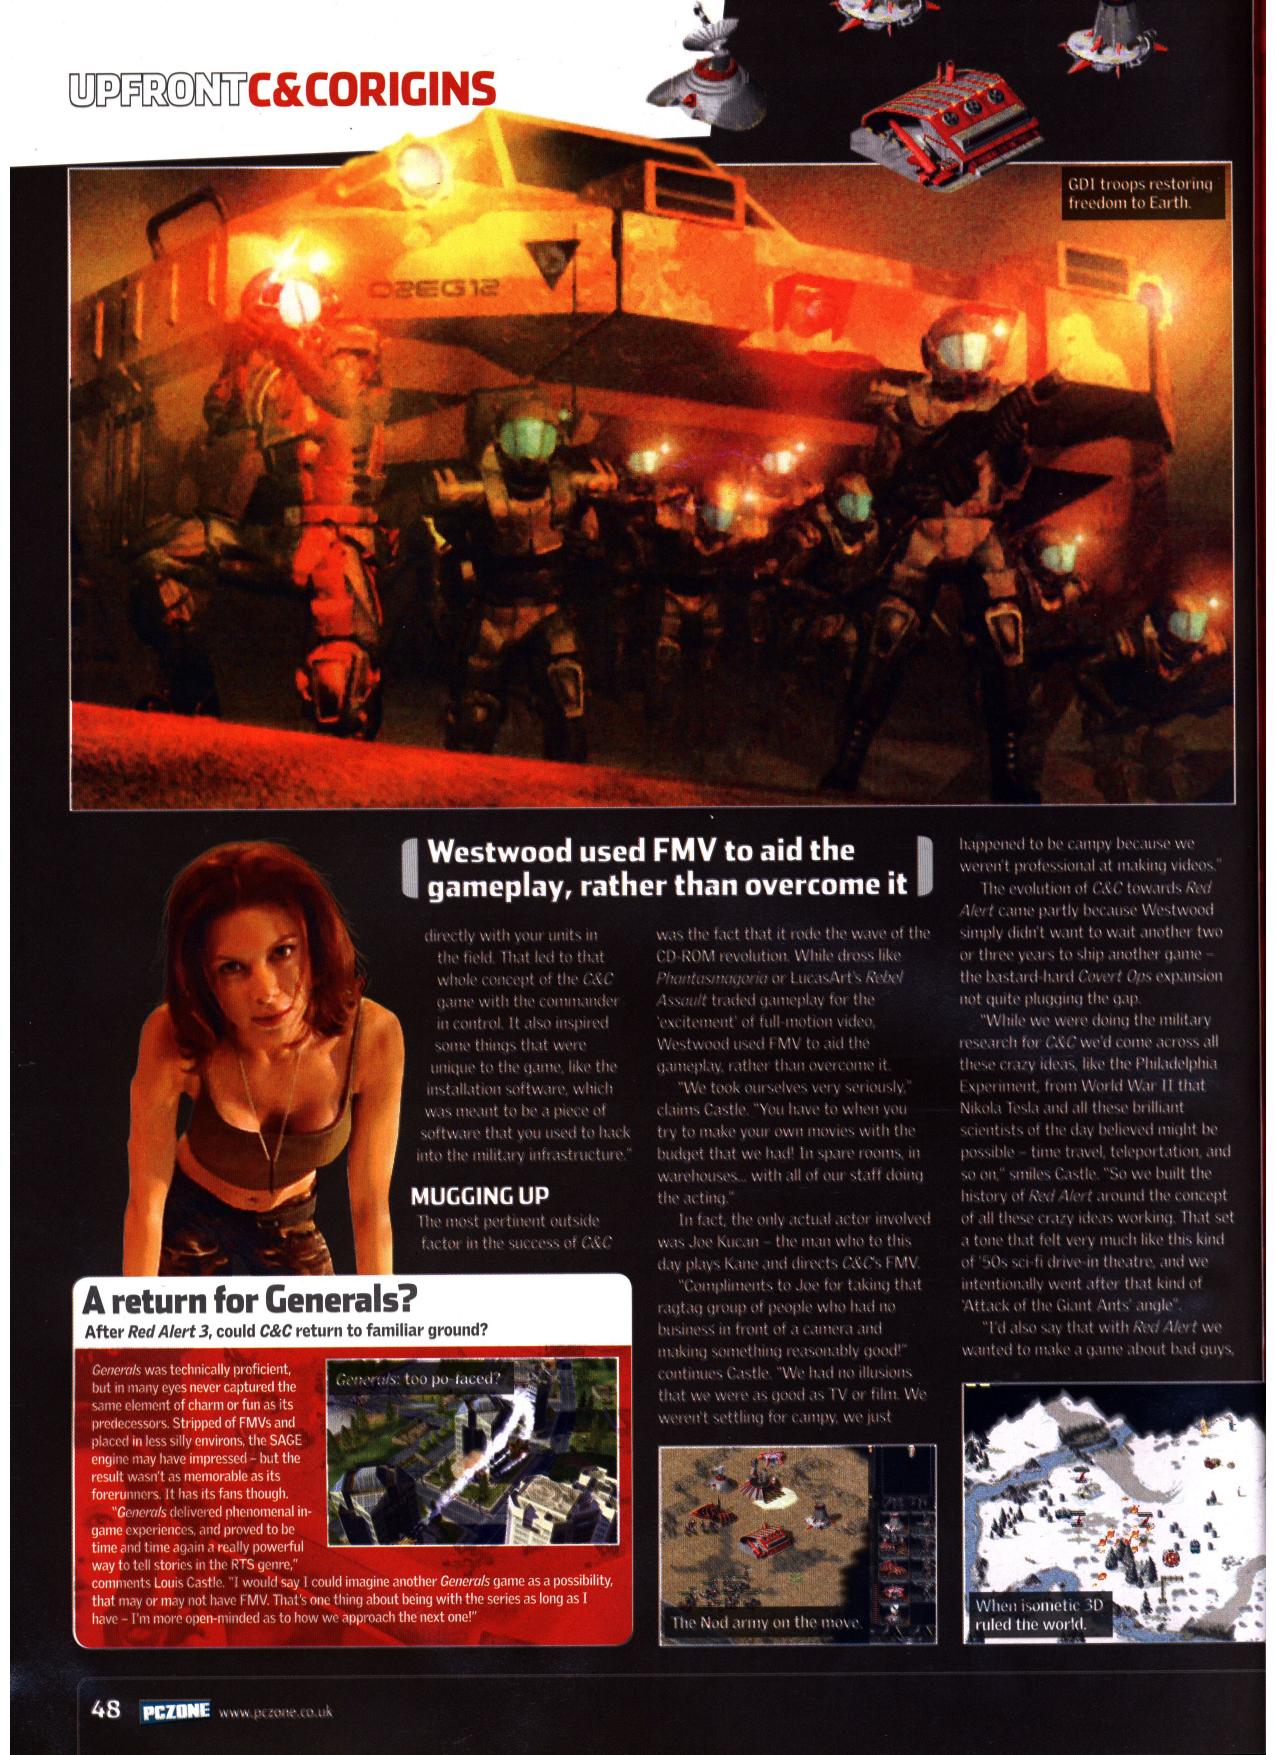 UPFRONTC&CORIGINS
GDI troops restoring
freedom to Earth.
02EG12
Westwood used FMV to aid the
gameplay, rather than overcome it
directly with your units in
the field. That led to that
whole concept of the C&C
game with the commander
in control. It also inspired
some things that were
unique to the game, like the
installation software, which
was meant to be a piece of
software that you used to hack
into the military infrastructure."
MUGGING UP
The most pertinent outside
factor in the success of C&C
was the fact that it rode the wave of the
CD-ROM revolution. While dross like
Phantasmagoria or LucasArt's Rebel
Assault traded gameplay for the
'excitement' of full-motion video,
Westwood used FMV to aid the
gameplay, rather than overcome it.
"We took ourselves very seriously,"
claims Castle. "You have to when you
try to make your own movies with the
budget that we had! In spare rooms, in
warehouses... with all of our staff doing
the acting."
In fact, the only actual actor involved
was Joe Kucan – the man who to this
day plays Kane and directs C&C's FMV.
"Compliments to Joe for taking that
ragtag group of people who had no
business in front of a camera and
making something reasonably good!"
continues Castle. "We had no illusions
that we were as good as TV or film. We
weren't settling for campy, we just
happened to be campy because we
weren't professional at making videos."
The evolution of C&C towards Red
Alert came partly because Westwood
simply didn't want to wait another two
or three years to ship another game –
the bastard-hard Covert Ops expansion
not quite plugging the gap.
"While we were doing the military
research for C&C we'd come across all
these crazy ideas, like the Philadelphia
Experiment, from World War II that
Nikola Tesla and all these brilliant
scientists of the day believed might be
possible – time travel, teleportation, and
so on," smiles Castle. "So we built the
history of Red Alert around the concept
of all these crazy ideas working. That set
a tone that felt very much like this kind
of '50s sci-fi drive-in theatre, and we
intentionally went after that kind of
'Attack of the Giant Ants' angle".
"I'd also say that with Red Alert we
wanted to make a game about bad guys,
A return for Generals?
After Red Alert 3, could C&C return to familiar ground?
Generals was technically proficient,
but in many eyes never captured the
same element of charm or fun as its
predecessors. Stripped of FMVs and
placed in less silly environs, the SAGE
engine may have impressed – but the
result wasn't as memorable as its
forerunners. It has its fans though.
"Generals delivered phenomenal in-
game experiences, and proved to be
time and time again a really powerful
way to tell stories in the RTS genre,"
comments Louis Castle. "I would say I could imagine another Generals game as a possibility,
that may or may not have FMV. That's one thing about being with the series as long as I
have – I'm more open-minded as to how we approach the next one!"
Generals: too po-faced?
The Nod army on the move.
When isometic 3D
ruled the world.
48 PCZONE www.pczone.co.uk